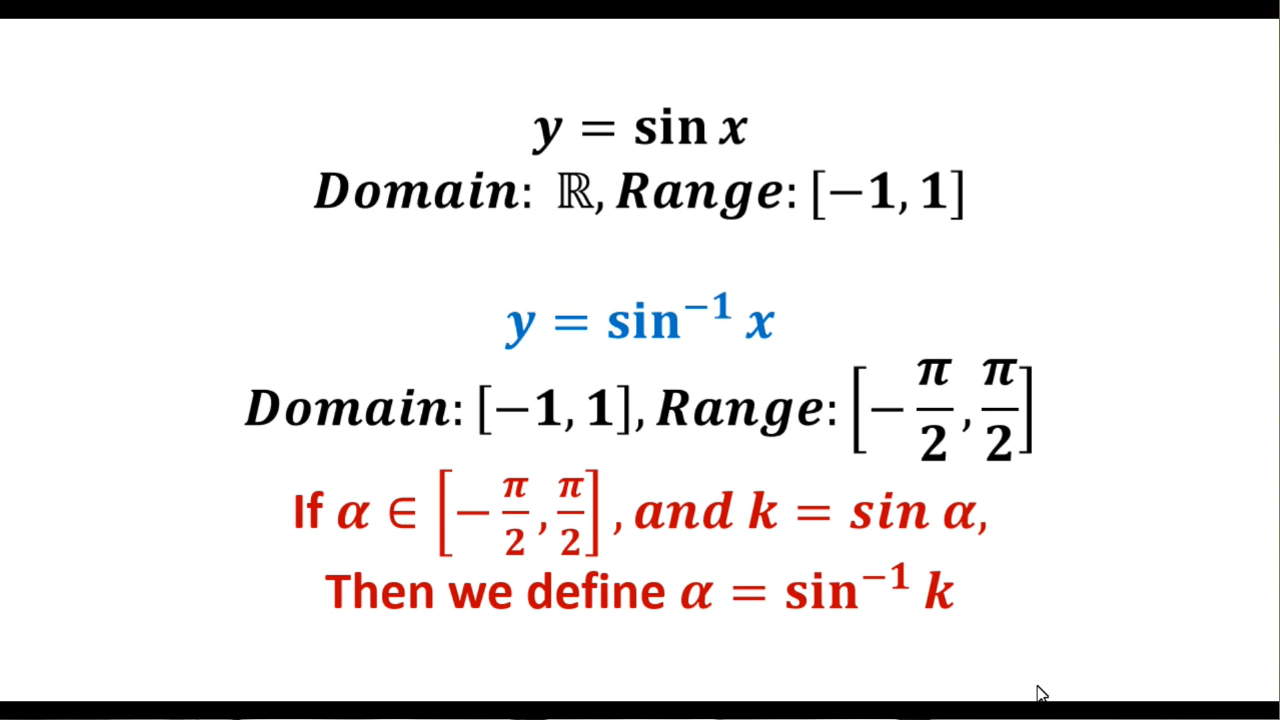 y = sin x
Domain: ℝ, Range: [−1, 1]
y = sin⁻¹ x
Domain: [−1, 1], Range: [−π/2, π/2]
If α ∈ [−π/2, π/2], and k = sin α,
Then we define α = sin⁻¹ k